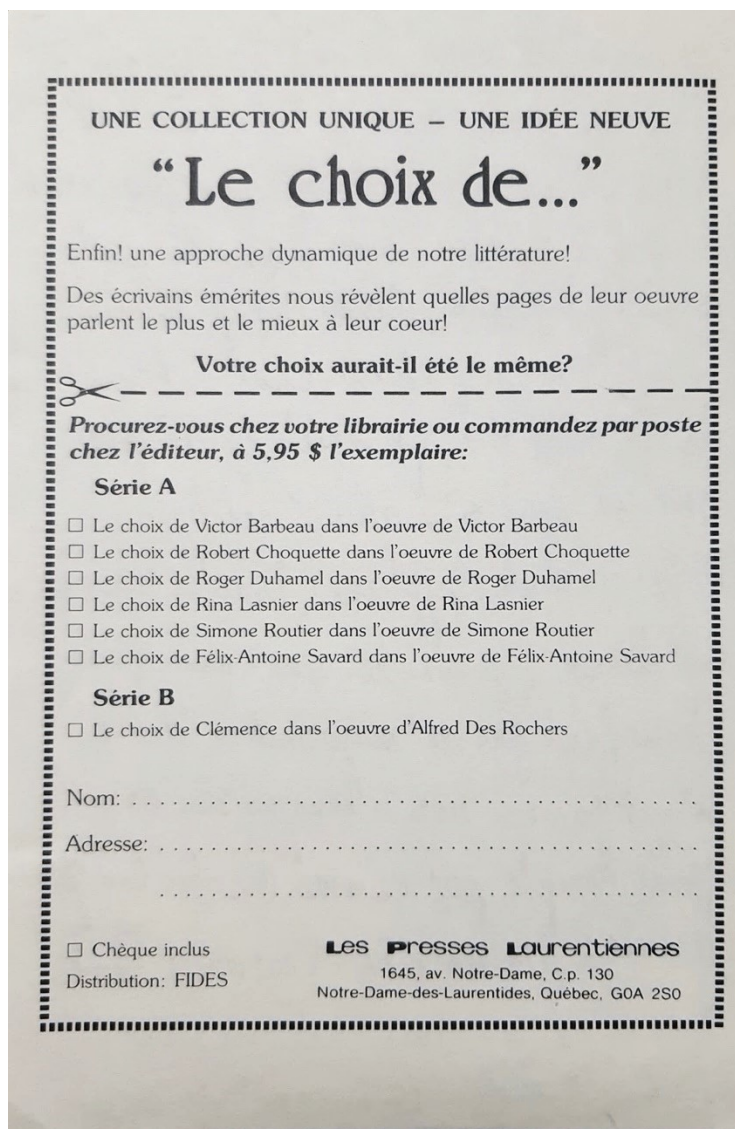 UNE COLLECTION UNIQUE – UNE IDÉE NEUVE
“Le choix de...”
Enfin! une approche dynamique de notre littérature!
Des écrivains émérites nous révèlent quelles pages de leur oeuvre
parlent le plus et le mieux à leur coeur!
Votre choix aurait-il été le même?
Procurez-vous chez votre librairie ou commandez par poste
chez l'éditeur, à 5,95 $ l'exemplaire:
Série A
☐ Le choix de Victor Barbeau dans l'oeuvre de Victor Barbeau
☐ Le choix de Robert Choquette dans l'oeuvre de Robert Choquette
☐ Le choix de Roger Duhamel dans l'oeuvre de Roger Duhamel
☐ Le choix de Rina Lasnier dans l'oeuvre de Rina Lasnier
☐ Le choix de Simone Routier dans l'oeuvre de Simone Routier
☐ Le choix de Félix-Antoine Savard dans l'oeuvre de Félix-Antoine Savard
Série B
☐ Le choix de Clémence dans l'oeuvre d'Alfred Des Rochers
Nom: . . . . . . . . . . . . . . . . . . . . . . . . . . . . . . . . . . . . . . . . . . . .
Adresse: . . . . . . . . . . . . . . . . . . . . . . . . . . . . . . . . . . . . . . . . . .
. . . . . . . . . . . . . . . . . . . . . . . . . . . . . . . . . . . . . . . . . .
☐ Chèque inclus
Distribution: FIDES
Les Presses Laurentiennes
1645, av. Notre-Dame, C.p. 130
Notre-Dame-des-Laurentides, Québec, G0A 2S0